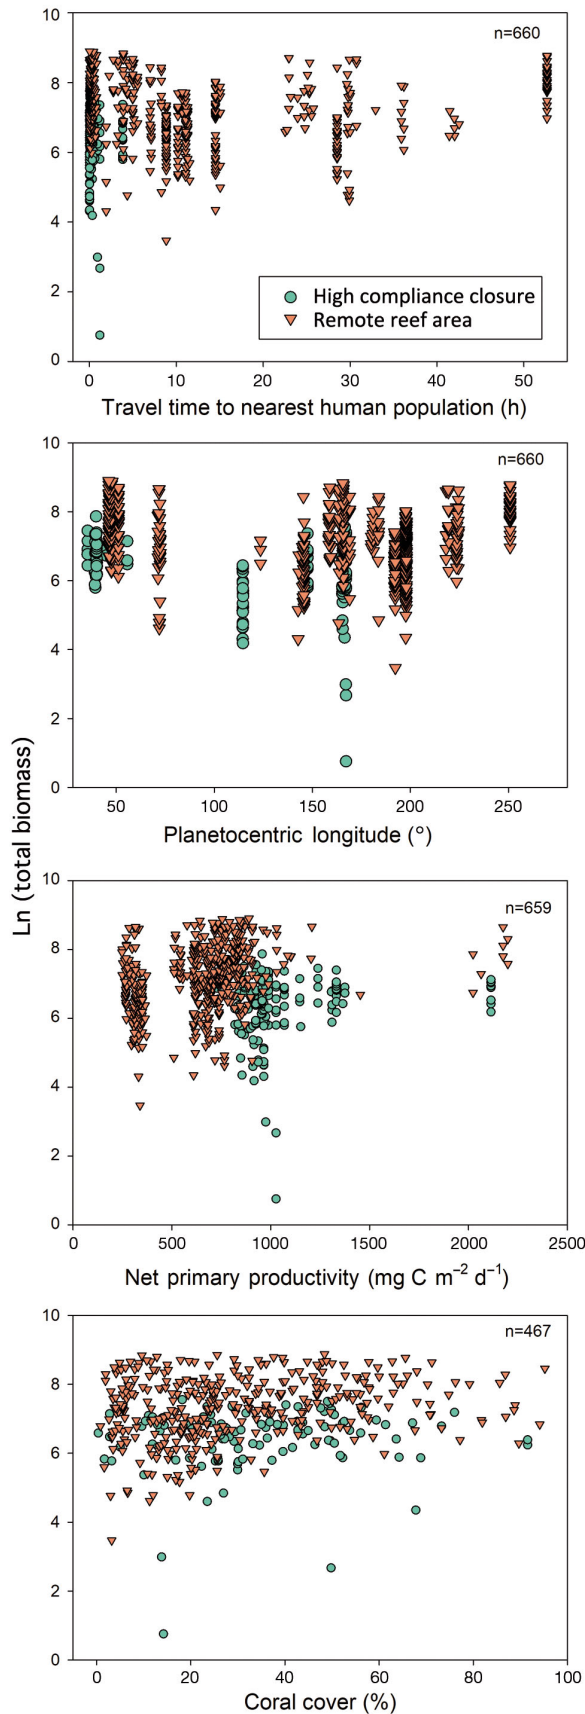 10
n=660
8
6
4
High compliance closure
2
Remote reef area
0
0 10 20 30 40 50
Travel time to nearest human population (h)
10
n=660
8
6
4
2
0
50 100 150 200 250
Planetocentric longitude (°)
Ln (total biomass)
10
n=659
8
6
4
2
0
0 500 1000 1500 2000 2500
Net primary productivity (mg C m⁻² d⁻¹)
10
n=467
8
6
4
2
0
0 20 40 60 80 100
Coral cover (%)